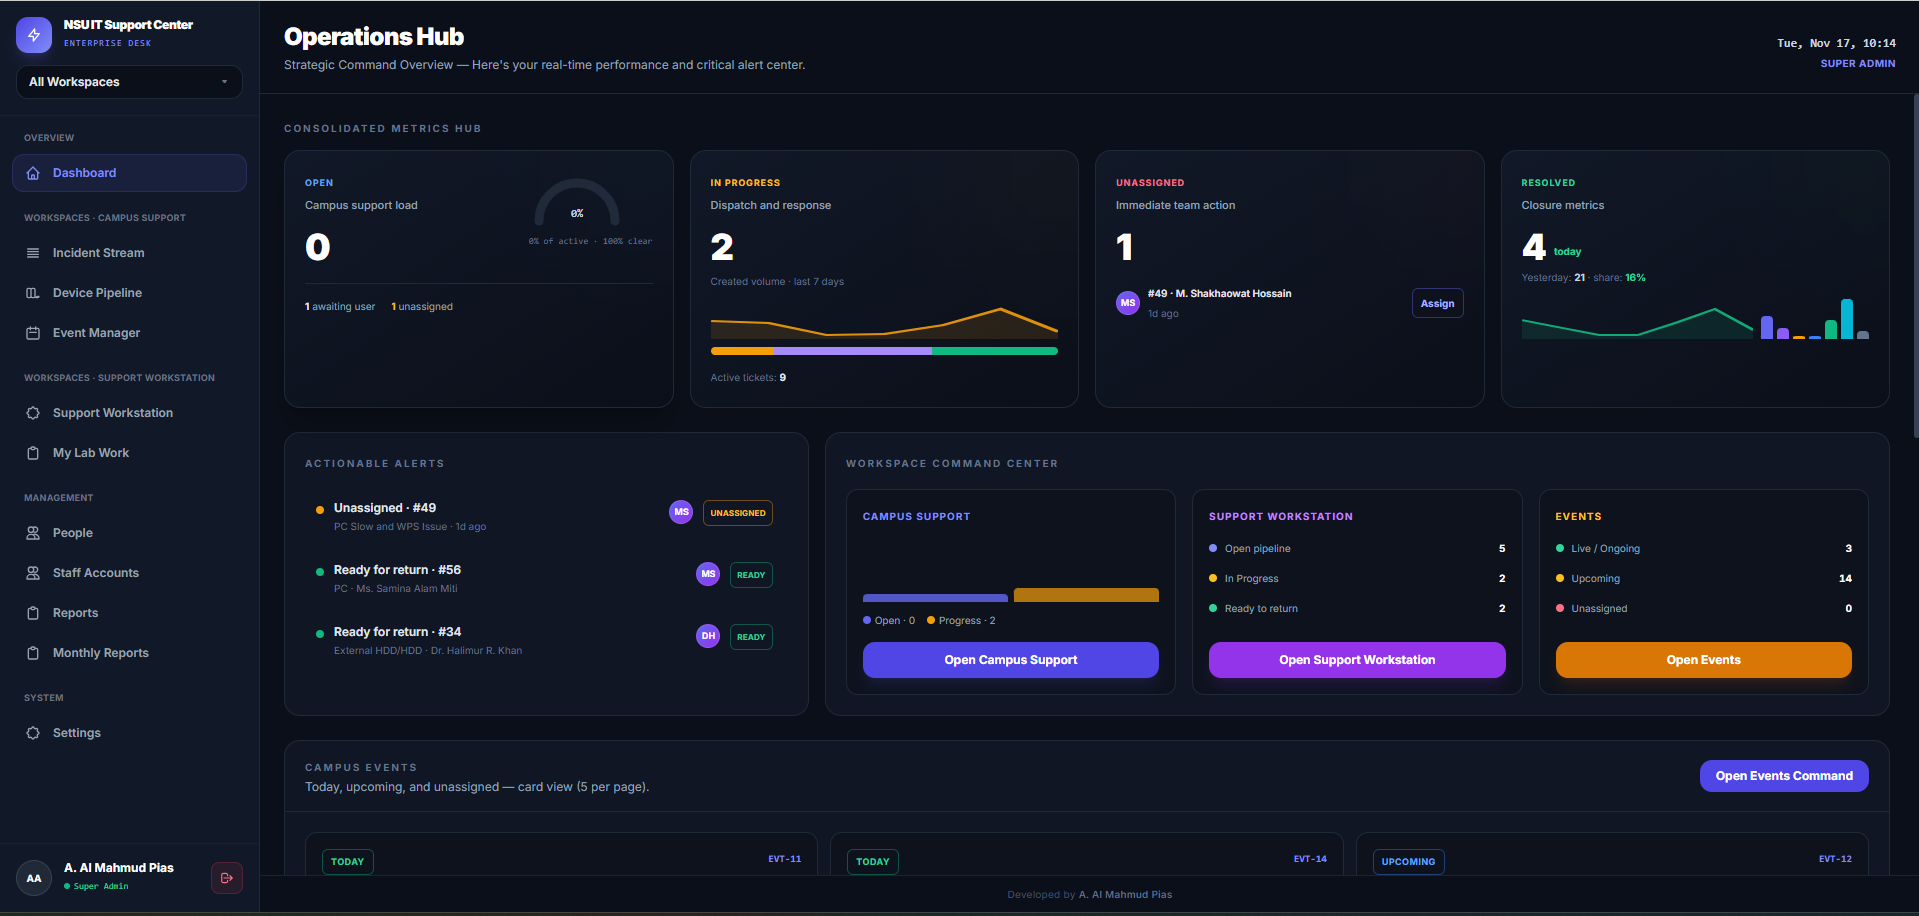 NSU IT Support Center
ENTERPRISE DESK
All Workspaces
OVERVIEW
Dashboard
WORKSPACES · CAMPUS SUPPORT
Incident Stream
Device Pipeline
Event Manager
WORKSPACES · SUPPORT WORKSTATION
Support Workstation
My Lab Work
MANAGEMENT
People
Staff Accounts
Reports
Monthly Reports
SYSTEM
Settings
AA
A. Al Mahmud Pias
Super Admin
Operations Hub
Strategic Command Overview — Here's your real-time performance and critical alert center.
Tue, Nov 17, 10:14
SUPER ADMIN
CONSOLIDATED METRICS HUB
OPEN
Campus support load
0
0%
0% of active · 100% clear
1 awaiting user 1 unassigned
IN PROGRESS
Dispatch and response
2
Created volume · last 7 days
Active tickets: 9
UNASSIGNED
Immediate team action
1
MS
#49 · M. Shakhaowat Hossain
1d ago
Assign
RESOLVED
Closure metrics
4 today
Yesterday: 21 · share: 16%
ACTIONABLE ALERTS
Unassigned · #49
PC Slow and WPS Issue · 1d ago
MS
UNASSIGNED
Ready for return · #56
PC · Ms. Samina Alam Miti
MS
READY
Ready for return · #34
External HDD/HDD · Dr. Halimur R. Khan
DH
READY
WORKSPACE COMMAND CENTER
CAMPUS SUPPORT
Open · 0 Progress · 2
Open Campus Support
SUPPORT WORKSTATION
Open pipeline 5
In Progress 2
Ready to return 2
Open Support Workstation
EVENTS
Live / Ongoing 3
Upcoming 14
Unassigned 0
Open Events
CAMPUS EVENTS
Today, upcoming, and unassigned — card view (5 per page).
Open Events Command
TODAY EVT-11
TODAY EVT-14
UPCOMING EVT-12
Developed by A. Al Mahmud Pias